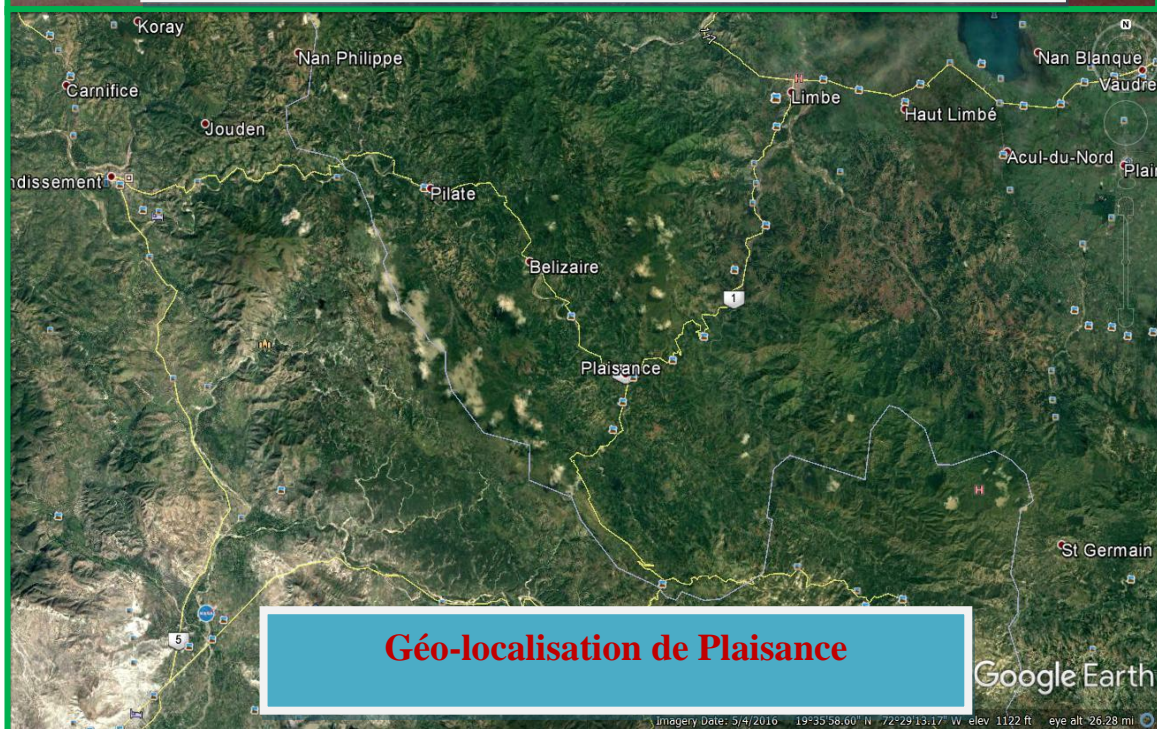 Koray
N
Nan Philippe
Nan Blanque
Carnifice
Vaudre
Limbe
Haut Limbé
Jouden
Acul-du-Nord
Plai
ndissement
Pilate
Belizaire
1
Plaisance
H
St Germain
5
Géo-localisation de Plaisance
Google Earth
Imagery Date: 5/4/2016 19°35'58.60" N 72°29'13.17" W elev 1122 ft eye alt 26.28 mi